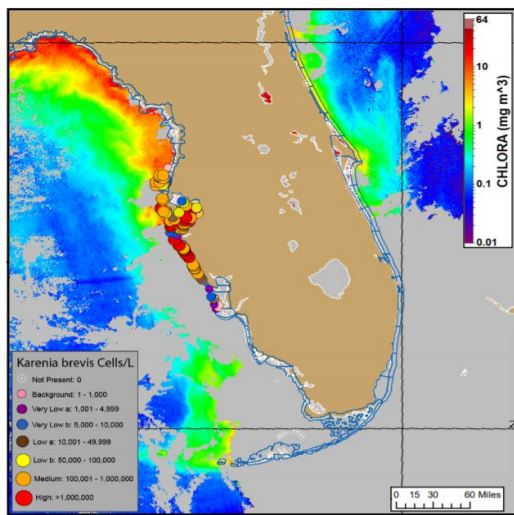 64
10
1
0.1
0.01
CHLORA (mg m^3)
Karenia brevis Cells/L
Not Present: 0
Background: 1 - 1,000
Very Low a: 1,001 - 4,999
Very Low b: 5,000 - 10,000
Low a: 10,001 -49,999
Low b: 50,000 - 100,000
Medium: 100,001 -1,000,000
High: >1,000,000
2
0 15 30 60 Miles